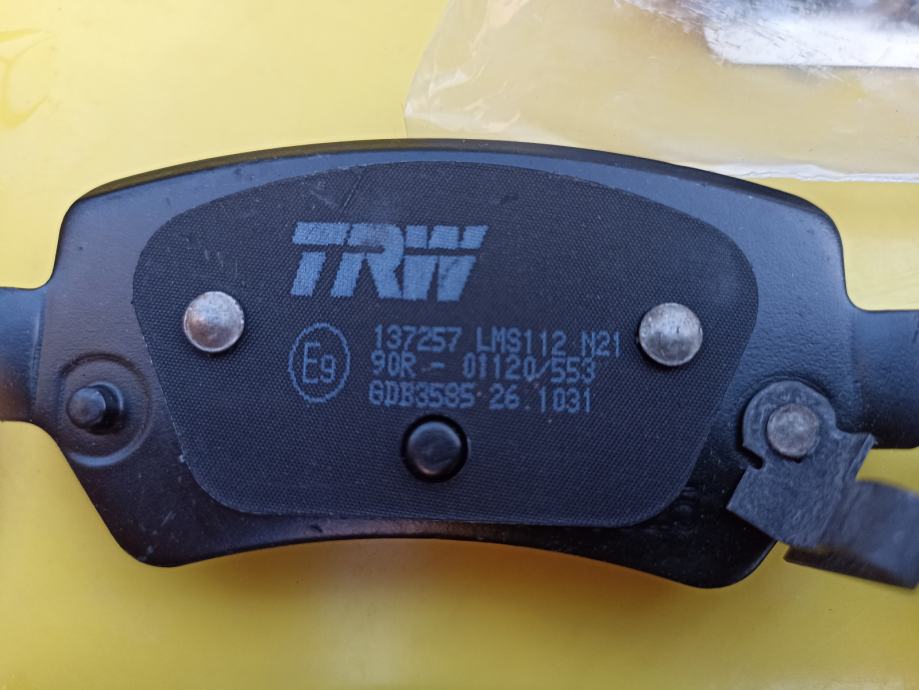 TRW
E9 137257 LMS112 N21
90R - 01120/553
GDB3585 26.1031